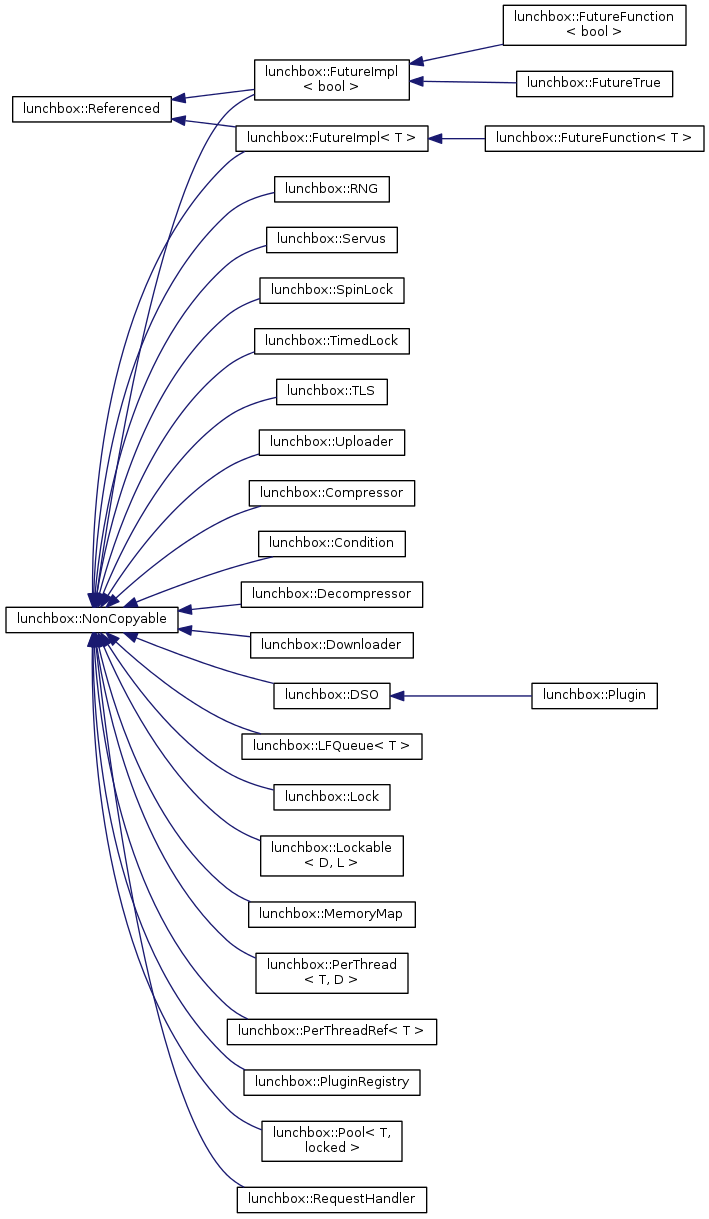 lunchbox::FutureFunction
< bool >
lunchbox::FutureImpl
< bool >
lunchbox::FutureTrue
lunchbox::Referenced
lunchbox::FutureImpl< T >
lunchbox::FutureFunction< T >
lunchbox::RNG
lunchbox::Servus
lunchbox::SpinLock
lunchbox::TimedLock
lunchbox::TLS
lunchbox::Uploader
lunchbox::Compressor
lunchbox::Condition
lunchbox::Decompressor
lunchbox::NonCopyable
lunchbox::Downloader
lunchbox::DSO
lunchbox::Plugin
lunchbox::LFQueue< T >
lunchbox::Lock
lunchbox::Lockable
< D, L >
lunchbox::MemoryMap
lunchbox::PerThread
< T, D >
lunchbox::PerThreadRef< T >
lunchbox::PluginRegistry
lunchbox::Pool< T,
locked >
lunchbox::RequestHandler